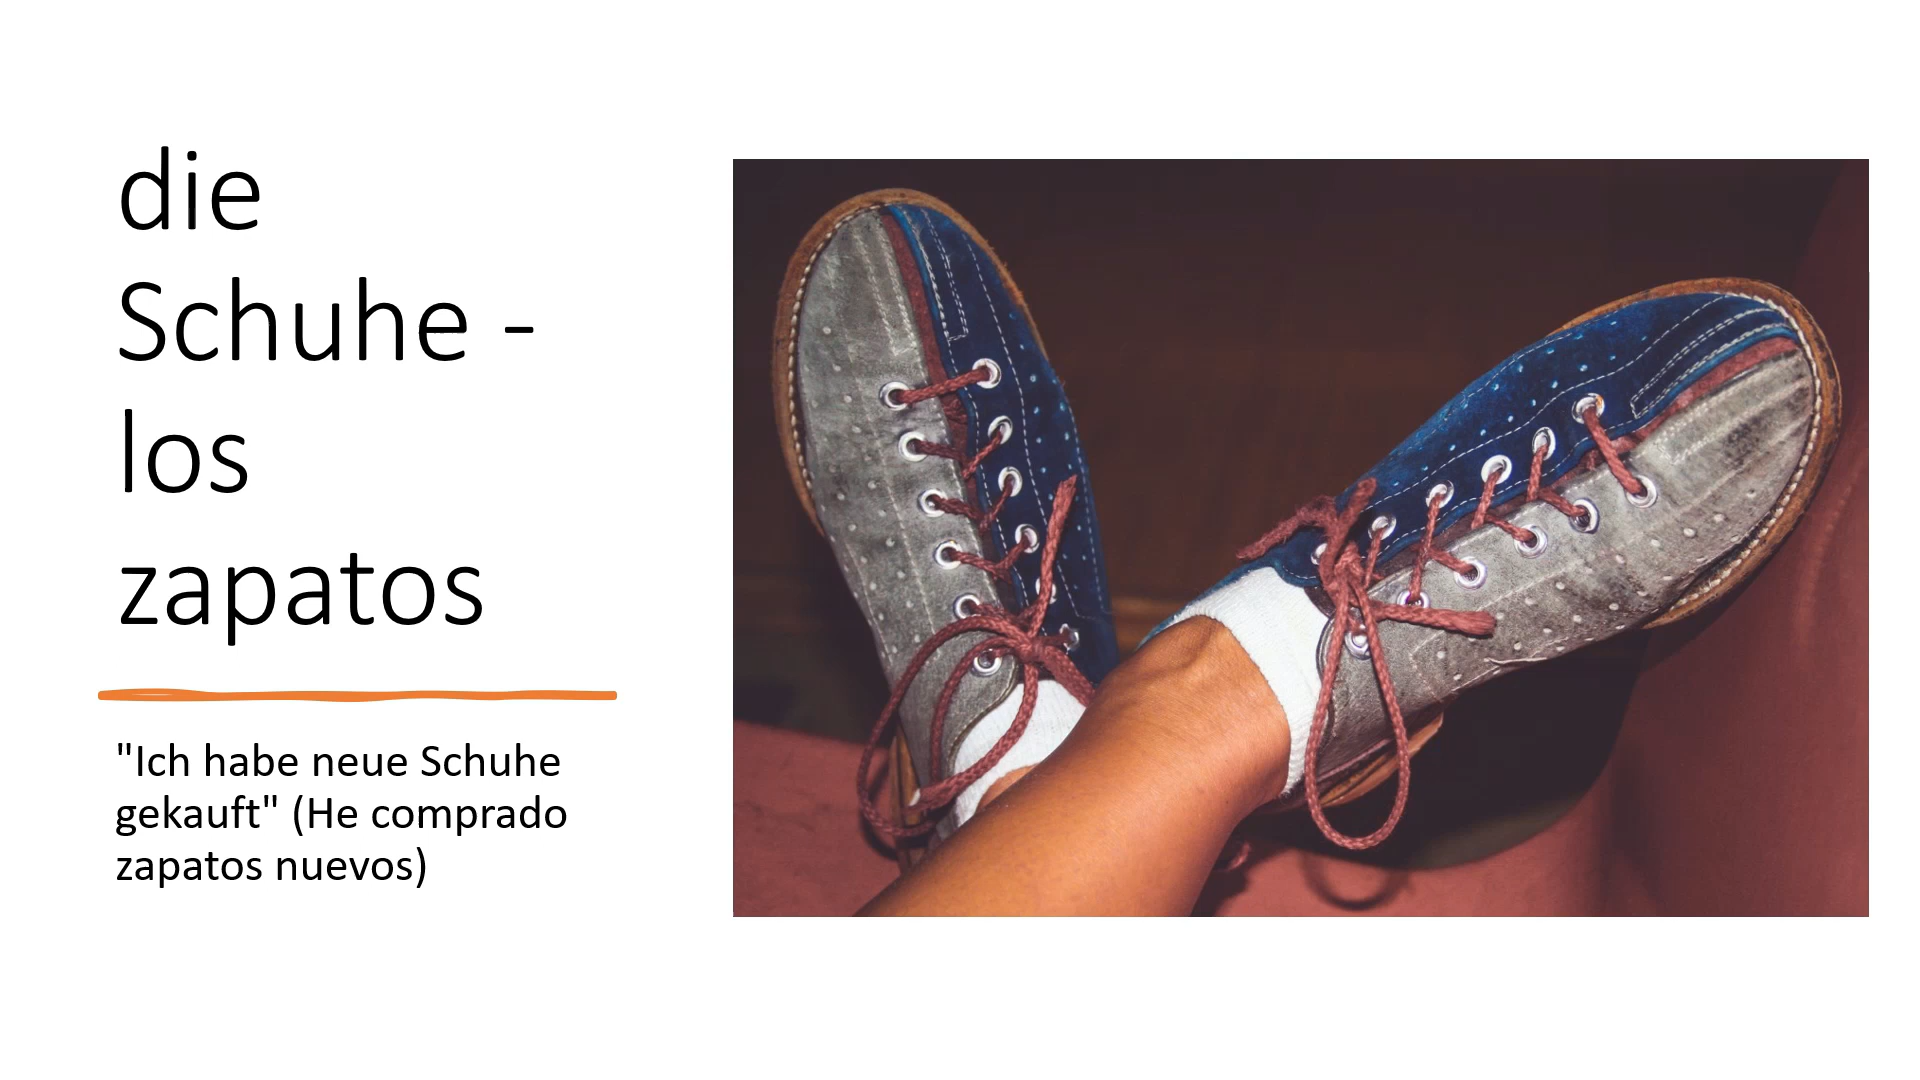 die
Schuhe -
los
zapatos
"Ich habe neue Schuhe
gekauft" (He comprado
zapatos nuevos)